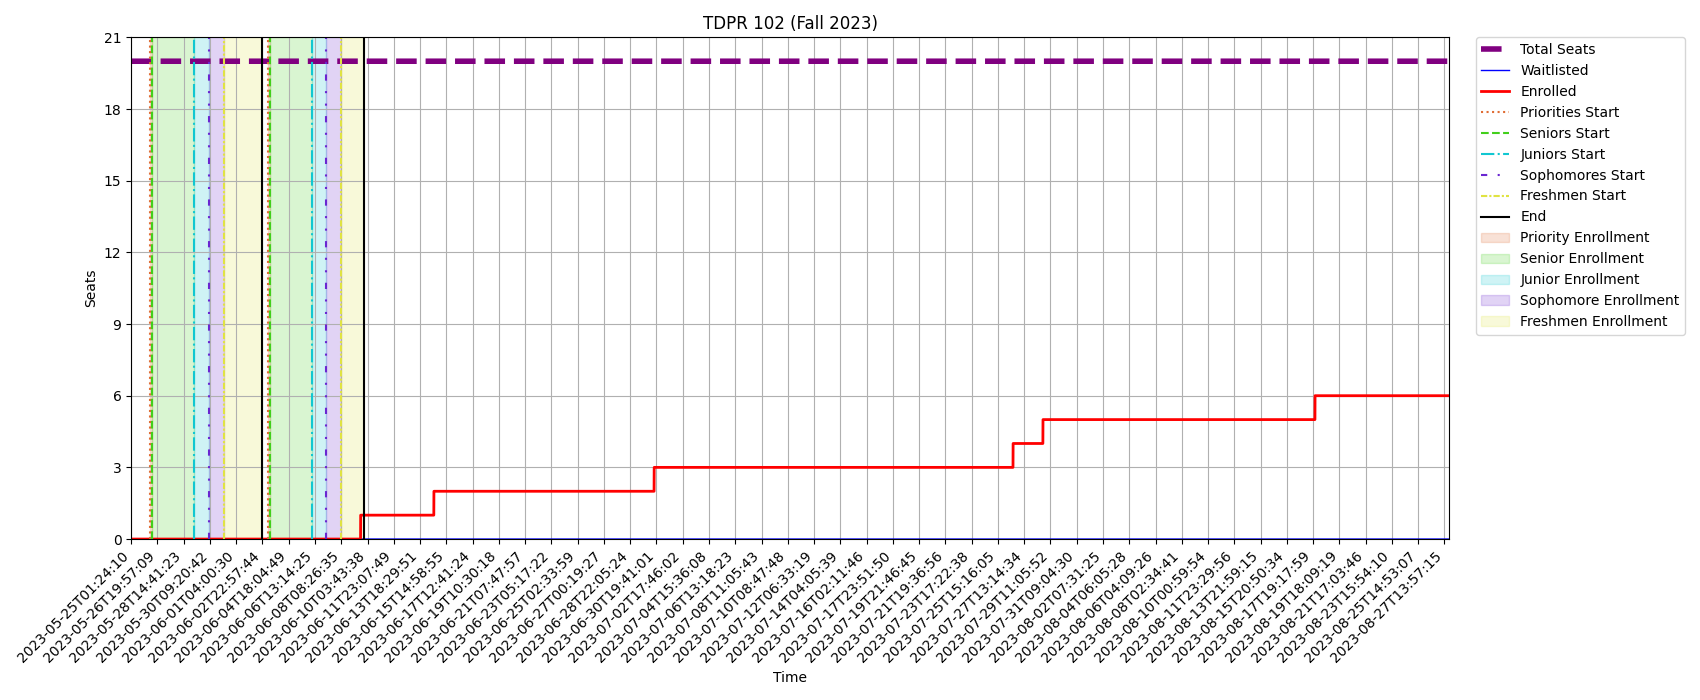 TDPR 102 (Fall 2023)
21
18
15
12
9
6
3
0
Seats
2023-05-25T01:24:10
2023-05-26T19:57:09
2023-05-28T14:41:23
2023-05-30T09:20:42
2023-06-01T04:00:30
2023-06-02T22:57:44
2023-06-04T18:04:49
2023-06-06T13:14:25
2023-06-08T08:26:35
2023-06-10T03:43:38
2023-06-11T23:07:49
2023-06-13T18:29:51
2023-06-15T14:58:55
2023-06-17T12:41:24
2023-06-19T10:30:18
2023-06-21T07:47:57
2023-06-23T05:17:22
2023-06-25T02:33:59
2023-06-27T00:19:27
2023-06-28T22:05:24
2023-06-30T19:41:01
2023-07-02T17:46:02
2023-07-04T15:36:08
2023-07-06T13:18:23
2023-07-08T11:05:43
2023-07-10T08:47:48
2023-07-12T06:33:19
2023-07-14T04:05:39
2023-07-16T02:11:46
2023-07-17T23:51:50
2023-07-19T21:46:45
2023-07-21T19:36:56
2023-07-23T17:22:38
2023-07-25T15:16:05
2023-07-27T13:14:34
2023-07-29T11:05:52
2023-07-31T09:04:30
2023-08-02T07:31:25
2023-08-04T06:05:28
2023-08-06T04:09:26
2023-08-08T02:34:41
2023-08-10T00:59:54
2023-08-11T23:29:56
2023-08-13T21:59:15
2023-08-15T20:50:34
2023-08-17T19:17:59
2023-08-19T18:09:19
2023-08-21T17:03:46
2023-08-23T15:54:10
2023-08-25T14:53:07
2023-08-27T13:57:15
Time
Total Seats
Waitlisted
Enrolled
Priorities Start
Seniors Start
Juniors Start
Sophomores Start
Freshmen Start
End
Priority Enrollment
Senior Enrollment
Junior Enrollment
Sophomore Enrollment
Freshmen Enrollment